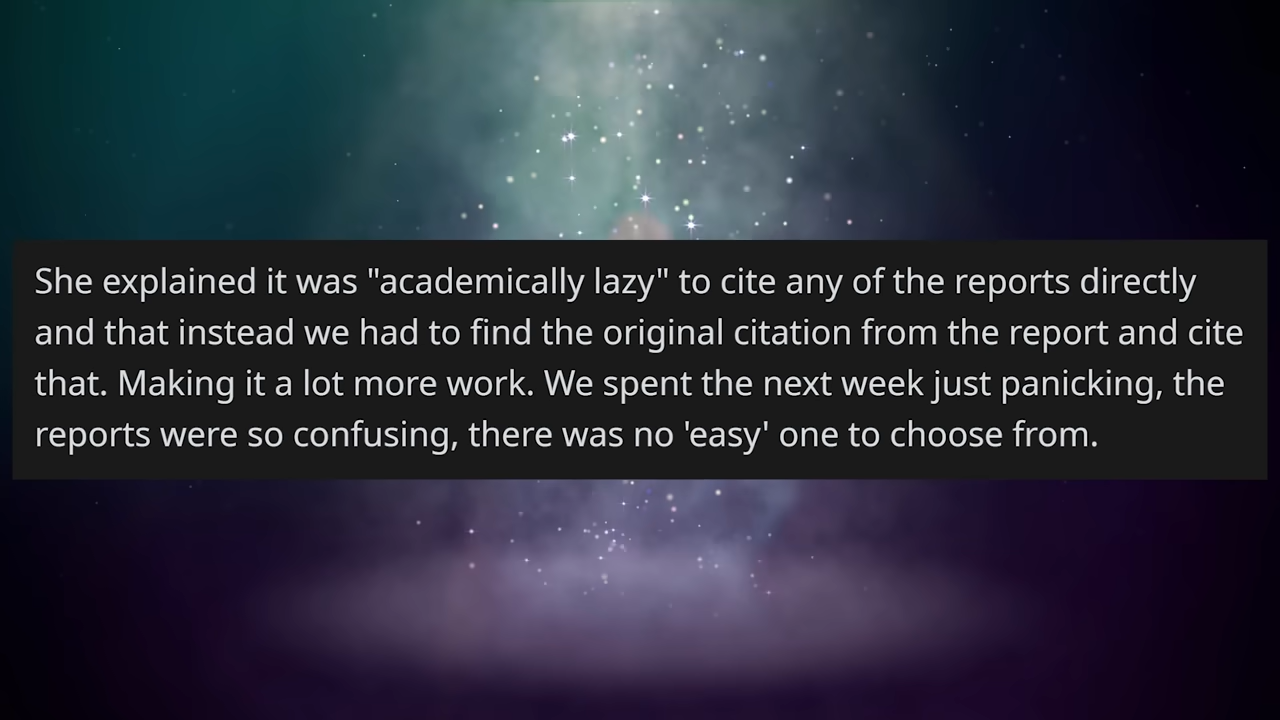 She explained it was "academically lazy" to cite any of the reports directly
and that instead we had to find the original citation from the report and cite
that. Making it a lot more work. We spent the next week just panicking, the
reports were so confusing, there was no 'easy' one to choose from.